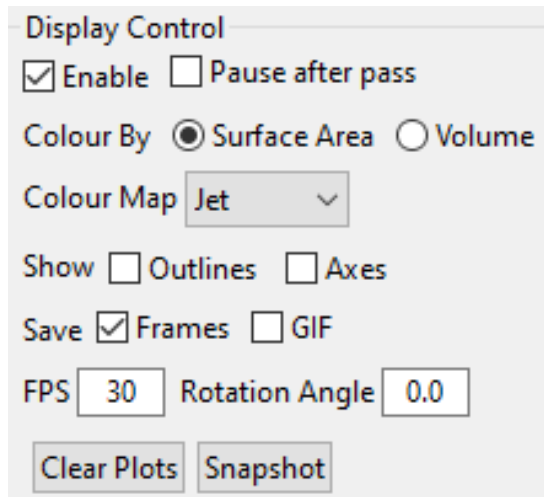 Display Control
Enable Pause after pass
Colour By Surface Area Volume
Colour Map Jet
Show Outlines Axes
Save Frames GIF
FPS 30 Rotation Angle 0.0
Clear Plots Snapshot